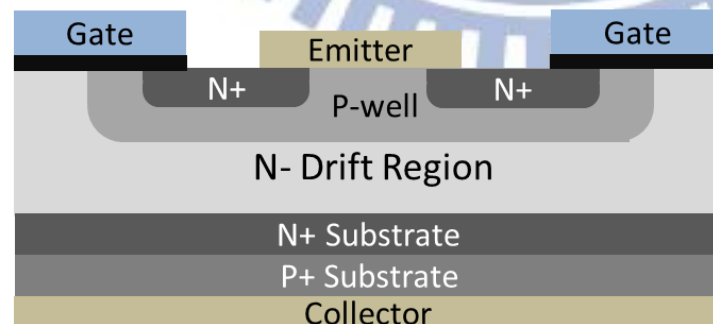 Gate
Emitter
Gate
N+
P-well
N+
N- Drift Region
N+ Substrate
P+ Substrate
Collector